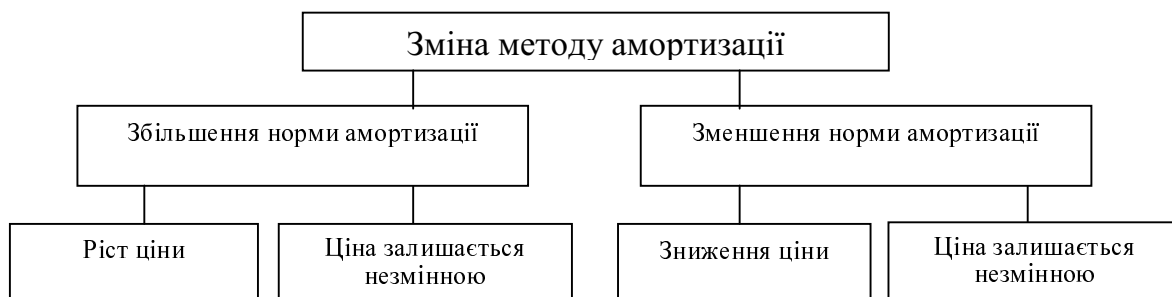 Зміна методу амортизації
Збільшення норми амортизації
Зменшення норми амортизації
Ріст ціни
Ціна залишається
незмінною
Зниження ціни
Ціна залишається
незмінною